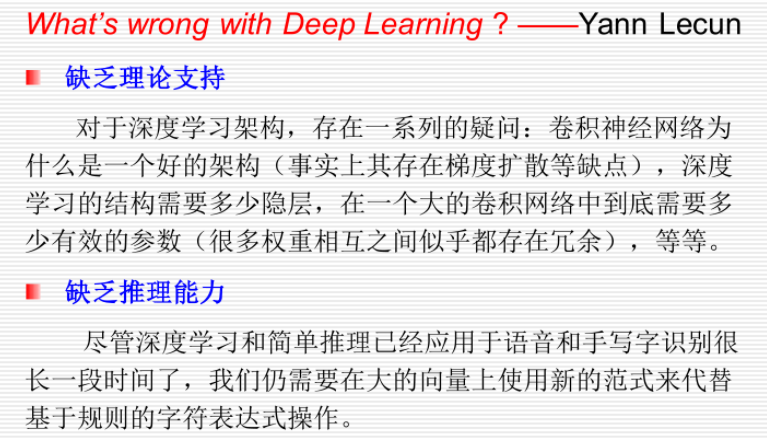 What's wrong with Deep Learning ? ——Yann Lecun
缺乏理论支持
对于深度学习架构，存在一系列的疑问：卷积神经网络为
什么是一个好的架构（事实上其存在梯度扩散等缺点），深度
学习的结构需要多少隐层，在一个大的卷积网络中到底需要多
少有效的参数（很多权重相互之间似乎都存在冗余），等等。
缺乏推理能力
尽管深度学习和简单推理已经应用于语音和手写字识别很
长一段时间了，我们仍需要在大的向量上使用新的范式来代替
基于规则的字符表达式操作。